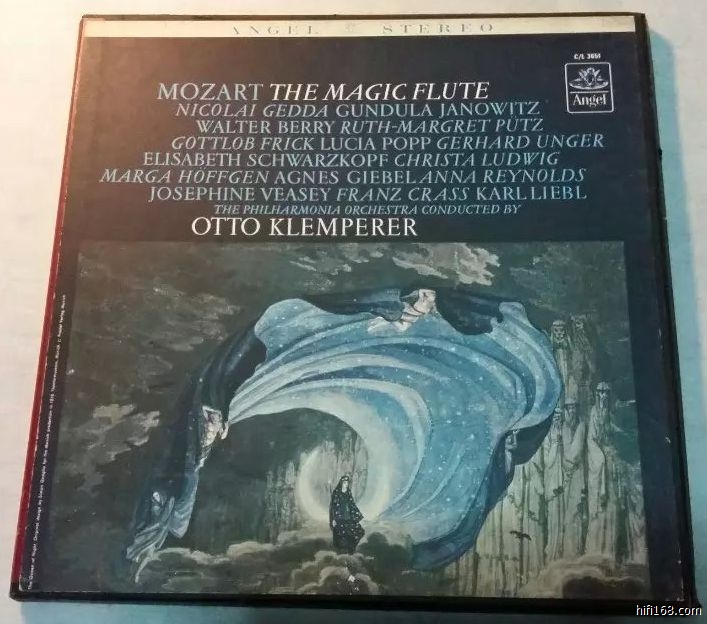 ANGEL STEREO
C/L 3651
Angel
MOZART THE MAGIC FLUTE
NICOLAI GEDDA GUNDULA JANOWITZ
WALTER BERRY RUTH-MARGRET PÜTZ
GOTTLOB FRICK LUCIA POPP GERHARD UNGER
ELISABETH SCHWARZKOPF CHRISTA LUDWIG
MARGA HÖFFGEN AGNES GIEBEL ANNA REYNOLDS
JOSEPHINE VEASEY FRANZ CRASS KARL LIEBL
THE PHILHARMONIA ORCHESTRA CONDUCTED BY
OTTO KLEMPERER
hifi168.com